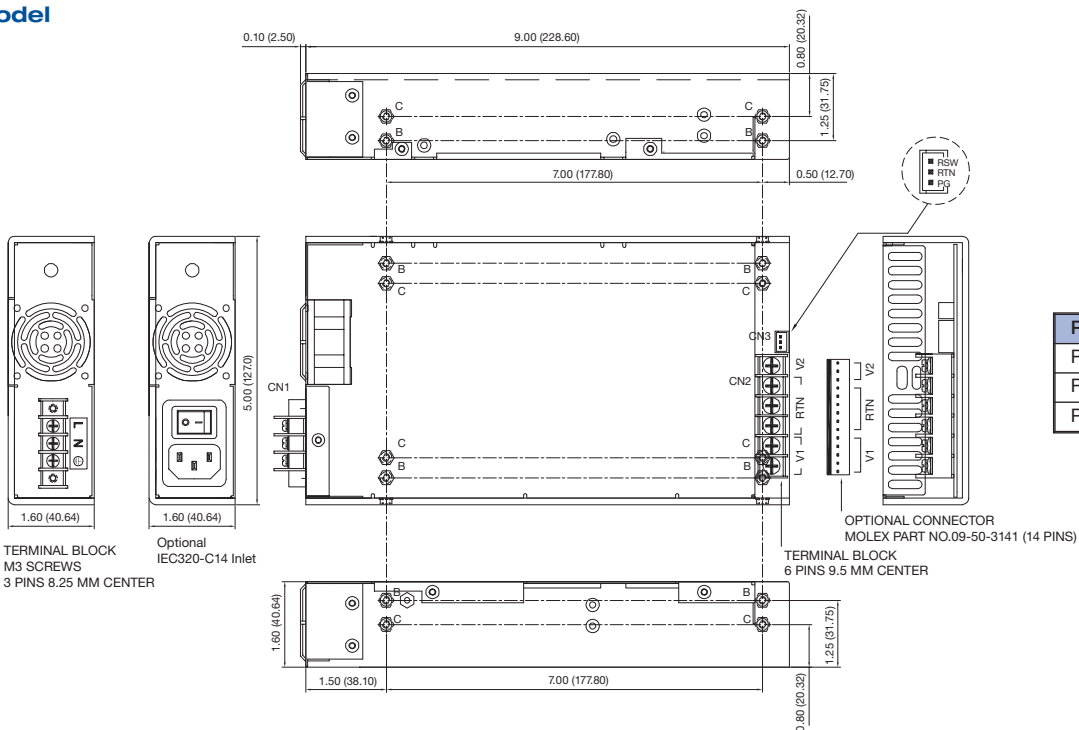 odel
0.10 (2.50)
9.00 (228.60)
0.80 (20.32)
1.25 (31.75)
C
C
B
B
7.00 (177.80)
0.50 (12.70)
RSW
RTN
PG
B
B
C
C
CN3
CN2
V2
RTN
V1
CN1
C
C
B
B
V2
RTN
V1
L N
5.00 (127.0)
1.60 (40.64)
1.60 (40.64)
TERMINAL BLOCK
M3 SCREWS
3 PINS 8.25 MM CENTER
Optional
IEC320-C14 Inlet
OPTIONAL CONNECTOR
MOLEX PART NO.09-50-3141 (14 PINS)
TERMINAL BLOCK
6 PINS 9.5 MM CENTER
B
B
C
C
1.60 (40.64)
1.25 (31.75)
1.50 (38.10)
7.00 (177.80)
0.80 (20.32)
P
P
P
P